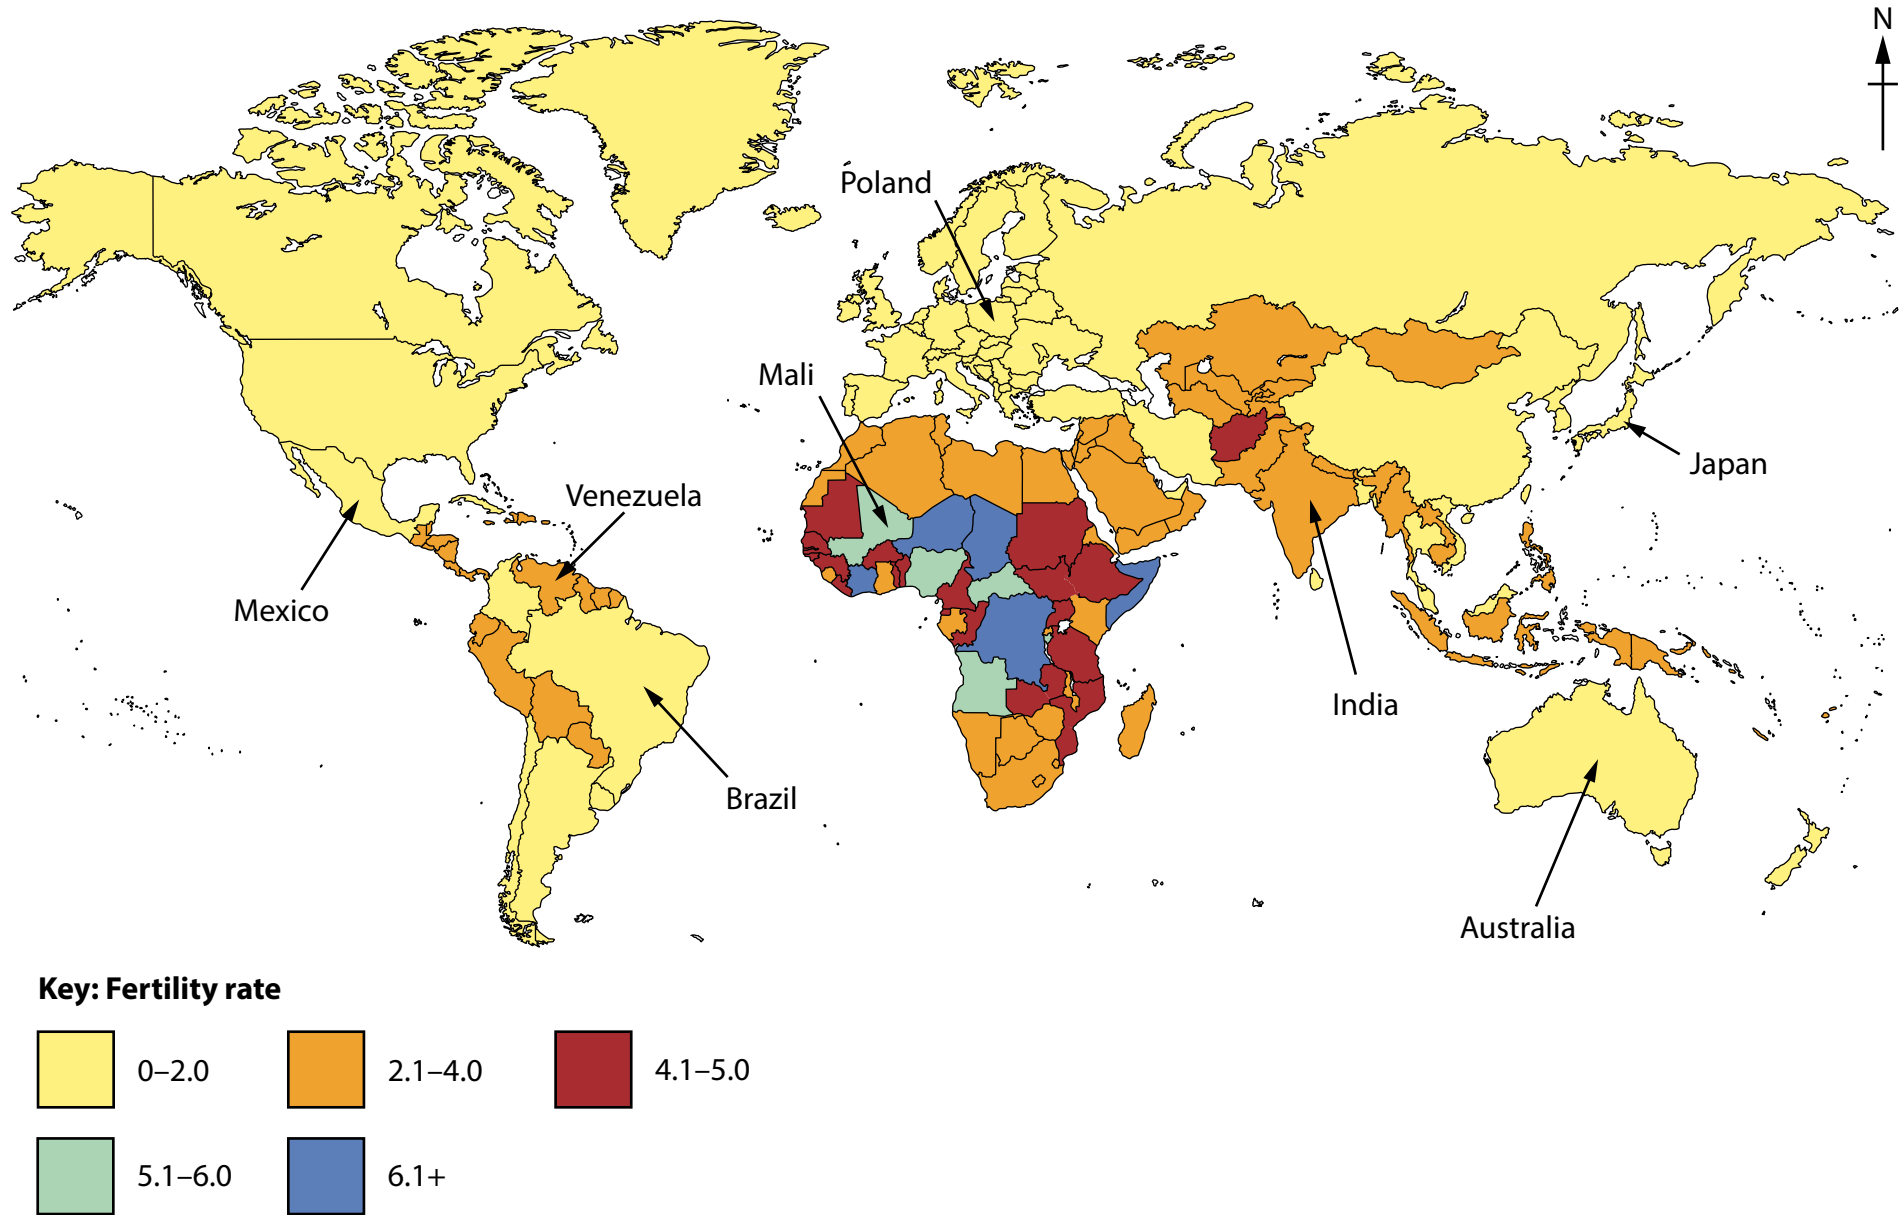 N
Poland
Mali
Japan
Venezuela
Mexico
India
Brazil
Australia
Key: Fertility rate
0–2.0
2.1–4.0
4.1–5.0
5.1–6.0
6.1+